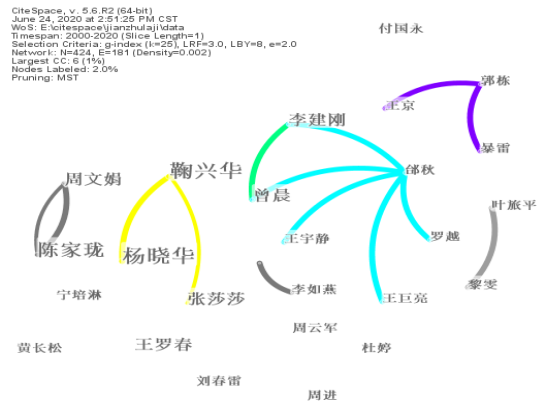 CiteSpace, v. 5.6.R2 (64-bit)
June 24, 2020 at 2:51:25 PM CST
WoS: E:\citespace\jianzhulaji\data
Timespan: 2000-2020 (Slice Length=1)
Selection Criteria: g-index (k=25), LRF=3.0, LBY=8, e=2.0
Network: N=424, E=181 (Density=0.002)
Largest CC: 6 (1%)
Nodes Labeled: 2.0%
Pruning: MST
付国永
郭栋
王京
李建刚
暴雷
鞠兴华
邰秋
周文娟
曾晨
叶旅平
王宇静
罗越
陈家珑
杨晓华
李如燕
黎雯
宁培淋
张莎莎
王巨亮
周云军
王罗春
黄长松
杜婷
刘春雷
周进